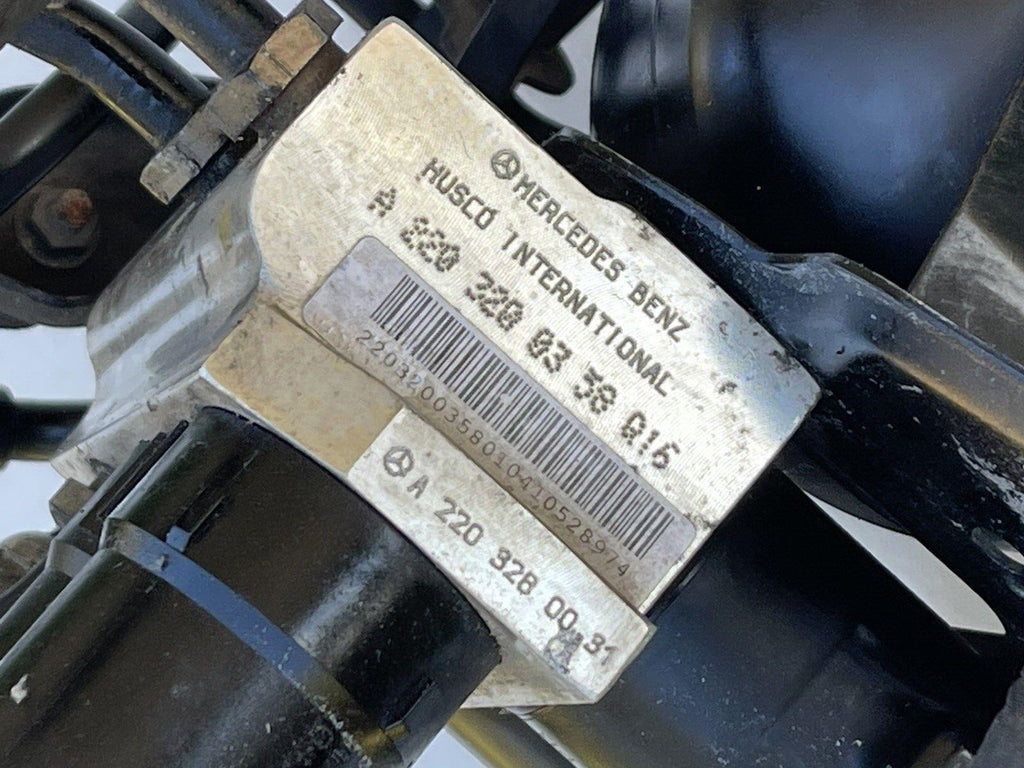 MERCEDES BENZ
HUSCO INTERNATIONAL
A 220 320 03 58 Q16
2203200358010410528974
A 220 328 00 31